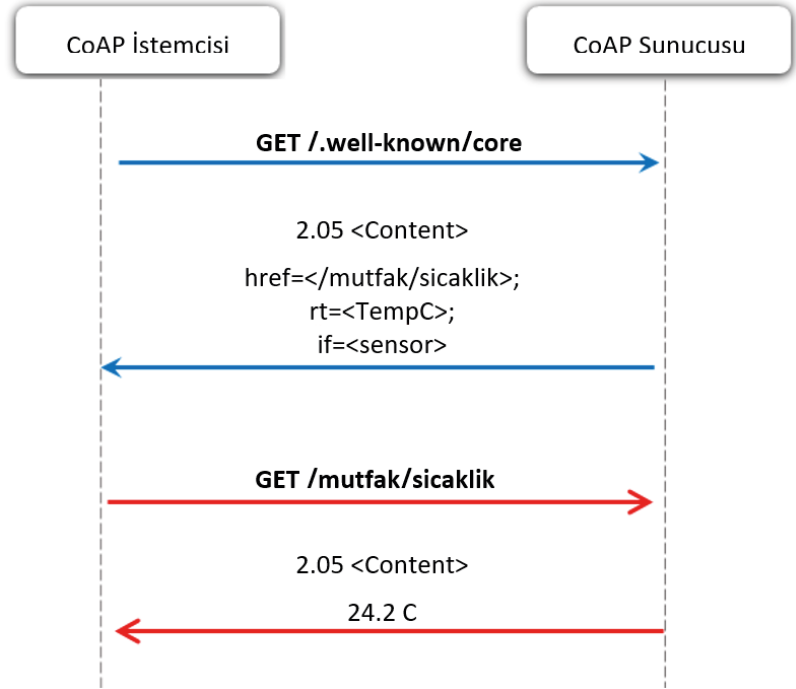 CoAP İstemcisi
CoAP Sunucusu
GET /.well-known/core
2.05 <Content>
href=</mutfak/sicaklik>;
rt=<TempC>;
if=<sensor>
GET /mutfak/sicaklik
2.05 <Content>
24.2 C